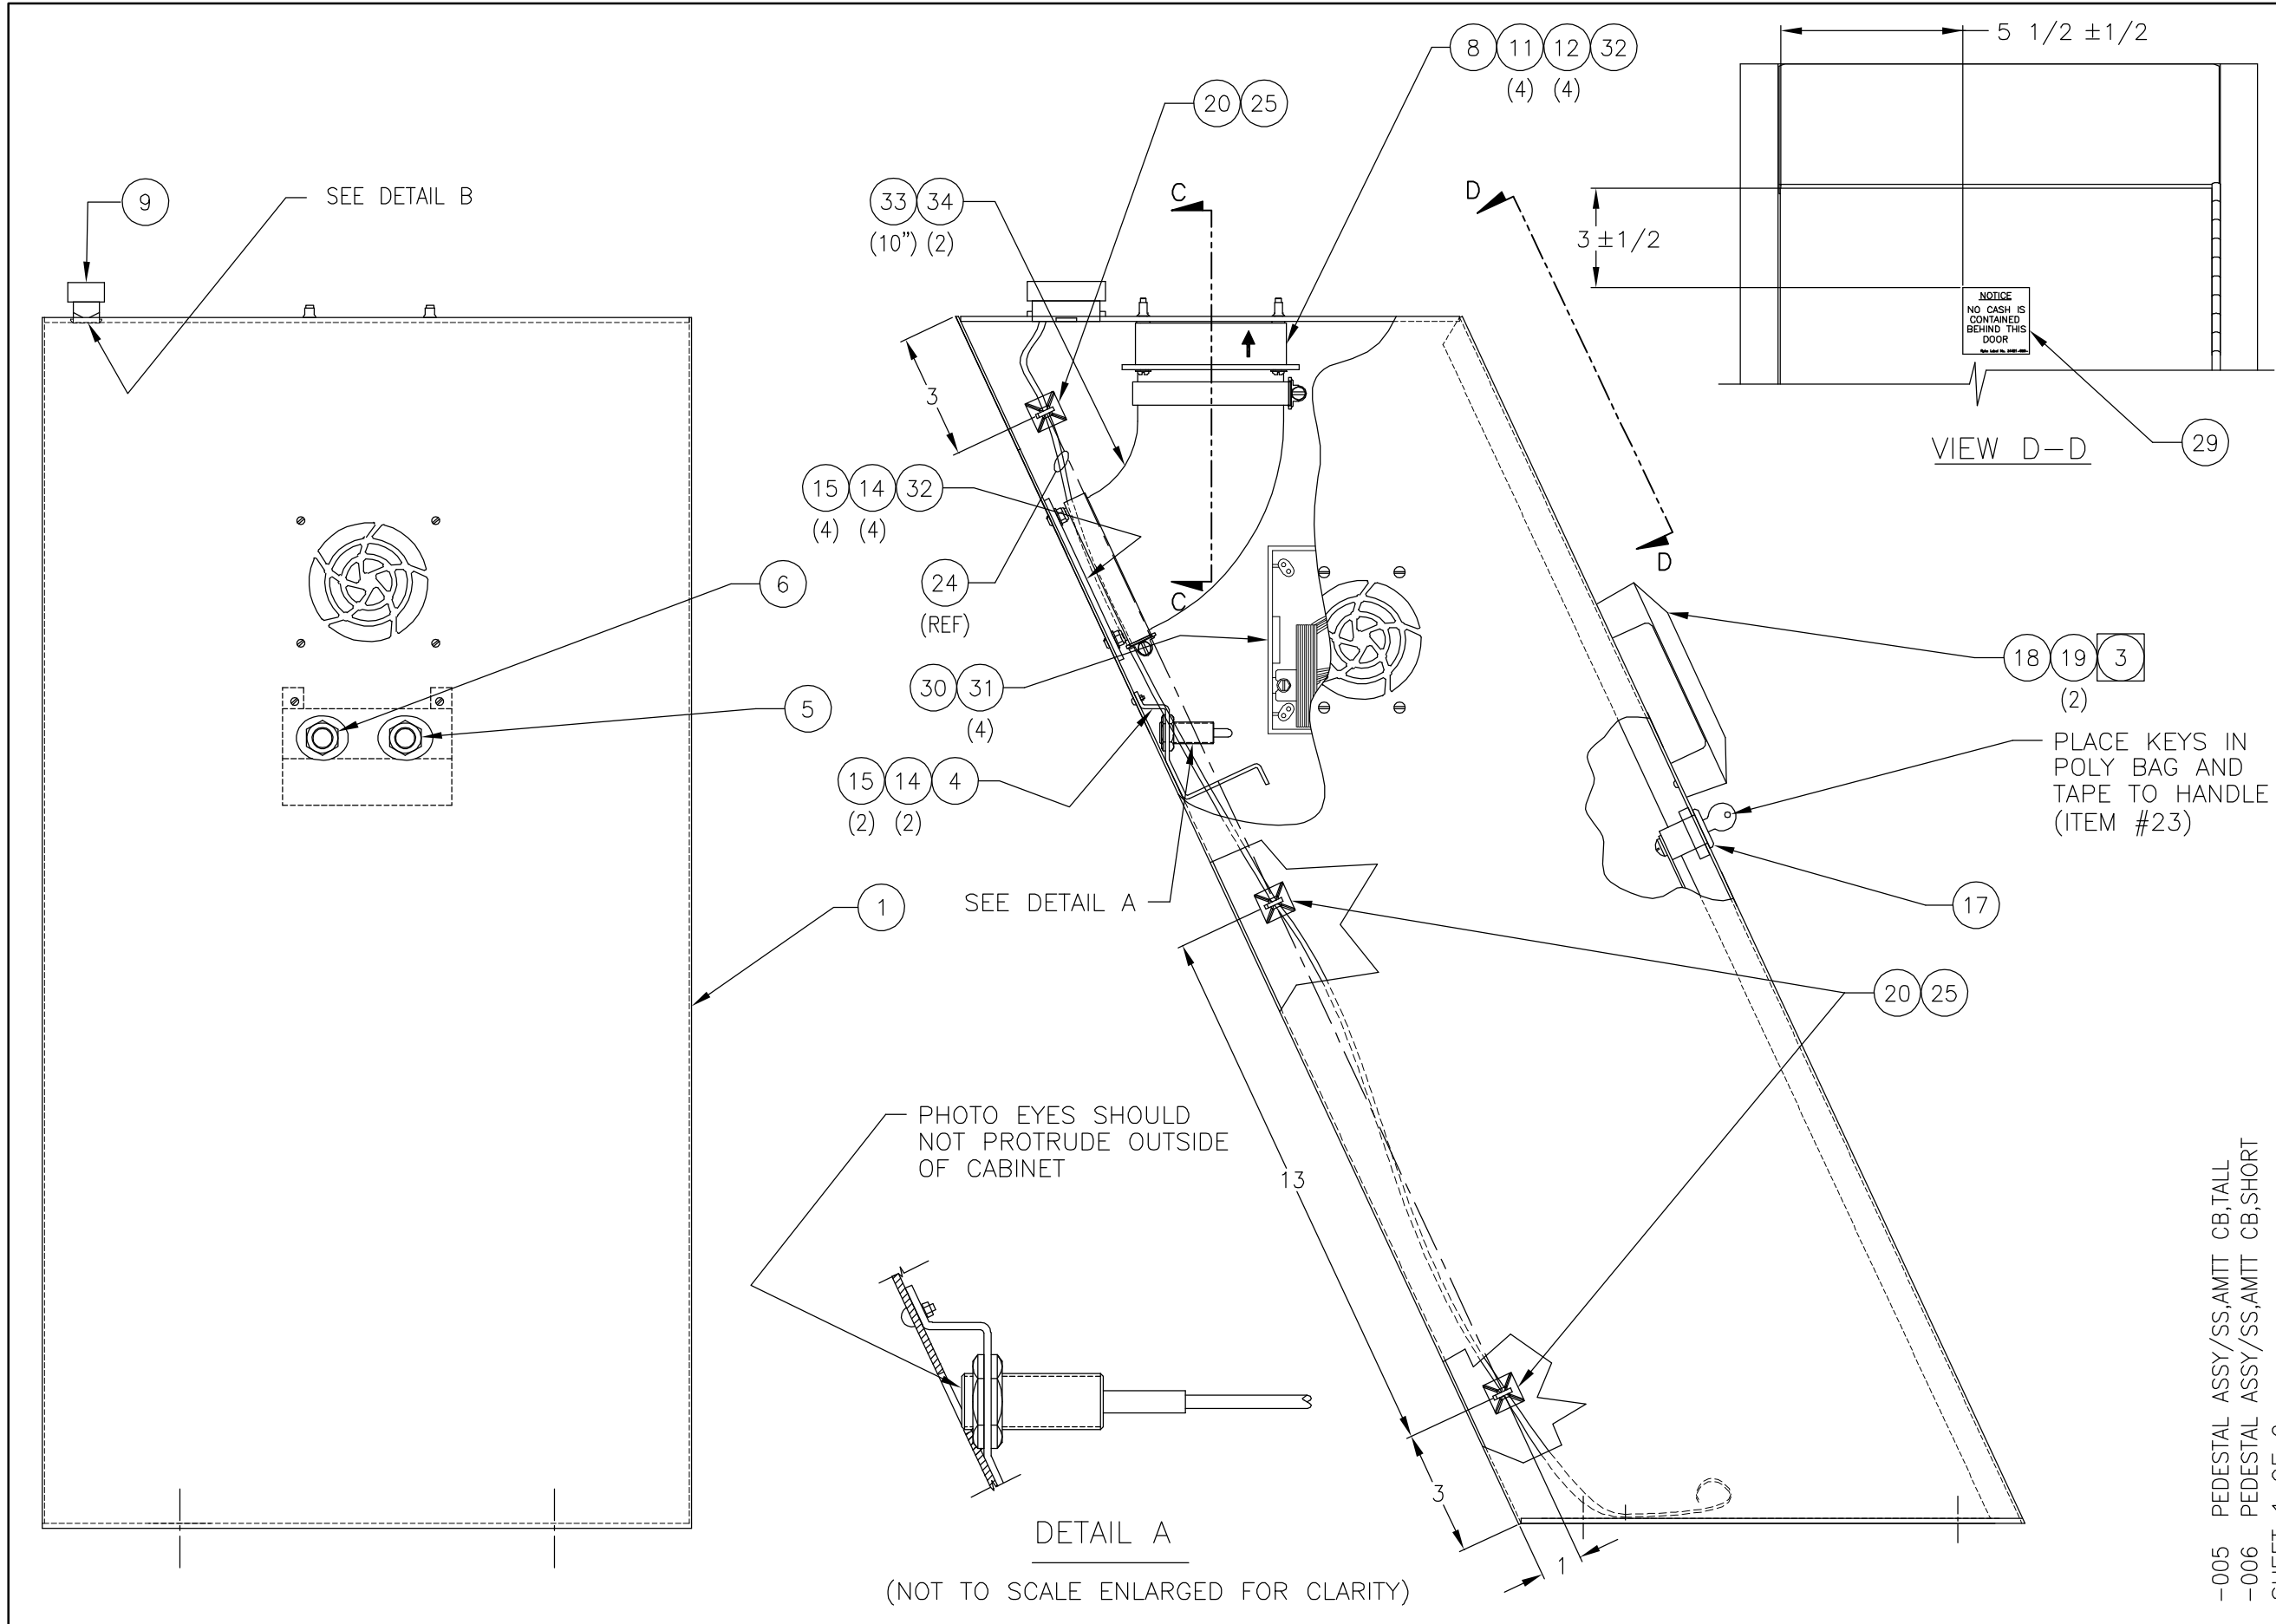 5 1/2 ±1/2
8 11 12 32
(4) (4)
20 25
9
SEE DETAIL B
33 34
(10") (2)
C
D
3 ±1/2
NOTICE
NO CASH IS
CONTAINED
BEHIND THIS
DOOR
3
VIEW D-D
29
15 14 32
(4) (4)
6
24
(REF)
C
D
18 19 3
(2)
30 31
(4)
5
PLACE KEYS IN
POLY BAG AND
TAPE TO HANDLE
(ITEM #23)
15 14 4
(2) (2)
1
SEE DETAIL A
17
20 25
PHOTO EYES SHOULD
NOT PROTRUDE OUTSIDE
OF CABINET
13
3
1
DETAIL A
(NOT TO SCALE ENLARGED FOR CLARITY)
-005 PEDESTAL ASSY/SS,AMTT CB,TALL
-006 PEDESTAL ASSY/SS,AMTT CB,SHORT